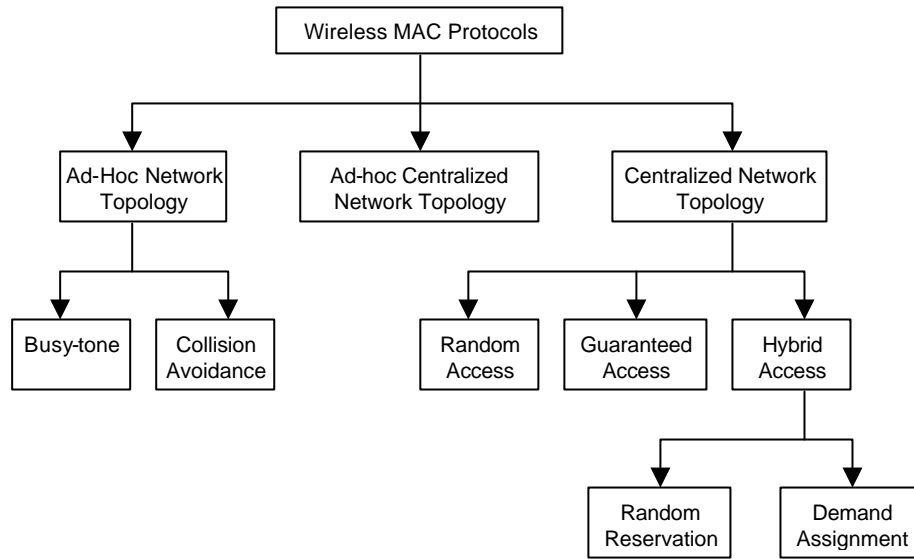 Wireless MAC Protocols
Ad-Hoc Network
Topology
Ad-hoc Centralized
Network Topology
Centralized Network
Topology
Busy-tone
Collision
Avoidance
Random
Access
Guaranteed
Access
Hybrid
Access
Random
Reservation
Demand
Assignment